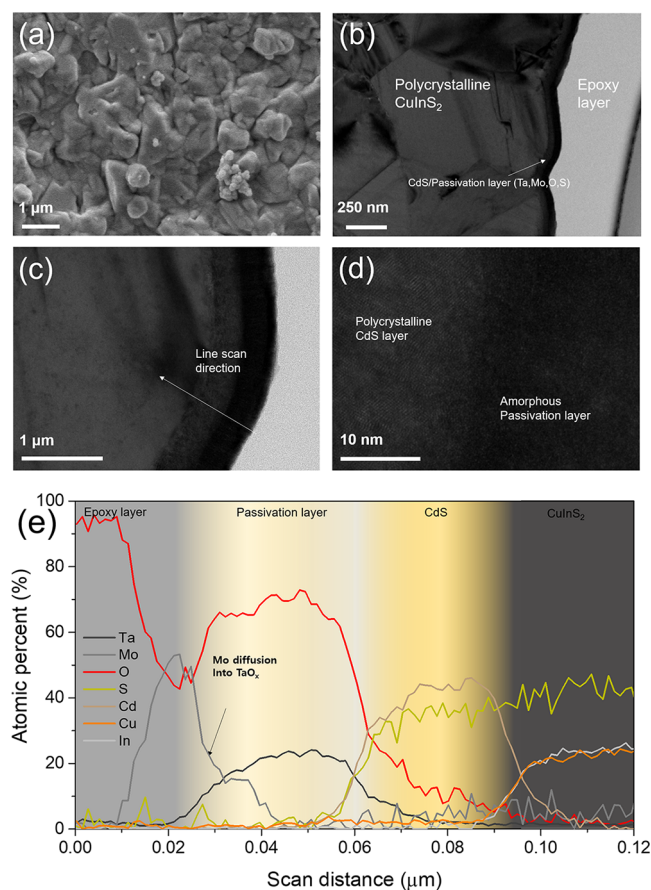 (a)
1 µm
(b)
Polycrystalline
CuInS2
Epoxy
layer
CdS/Passivation layer (Ta,Mo,O,S)
250 nm
(c)
Line scan
direction
1 µm
(d)
Polycrystalline
CdS layer
Amorphous
Passivation layer
10 nm
(e)
Epoxy layer
Passivation layer
CdS
CuInS2
Ta
Mo
O
S
Cd
Cu
In
Mo diffusion
Into TaOx
Atomic percent (%)
100
80
60
40
20
0
0.00 0.02 0.04 0.06 0.08 0.10 0.12
Scan distance (µm)